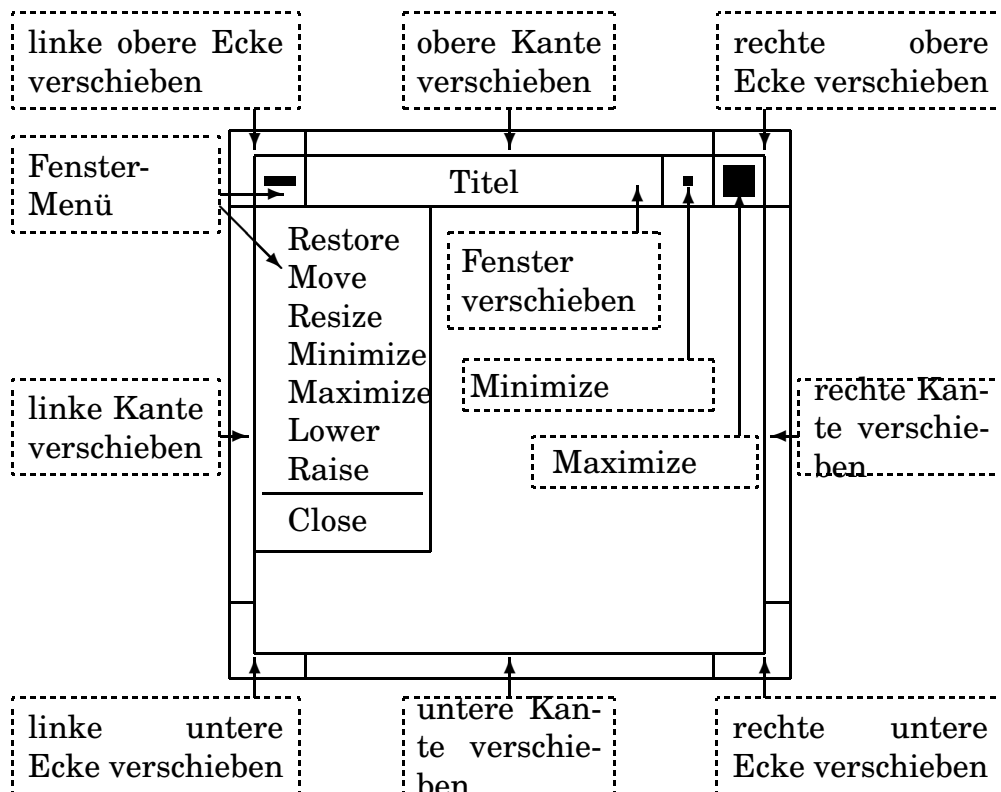 linke obere Ecke
verschieben
obere Kante
verschieben
rechte obere
Ecke verschieben
Fenster-
Menü
Titel
Restore
Move
Resize
Minimize
Maximize
Lower
Raise
Close
Fenster
verschieben
Minimize
Maximize
linke Kante
verschieben
rechte Kan-
te verschie-
ben
linke untere
Ecke verschieben
untere Kan-
te verschie-
ben
rechte untere
Ecke verschieben